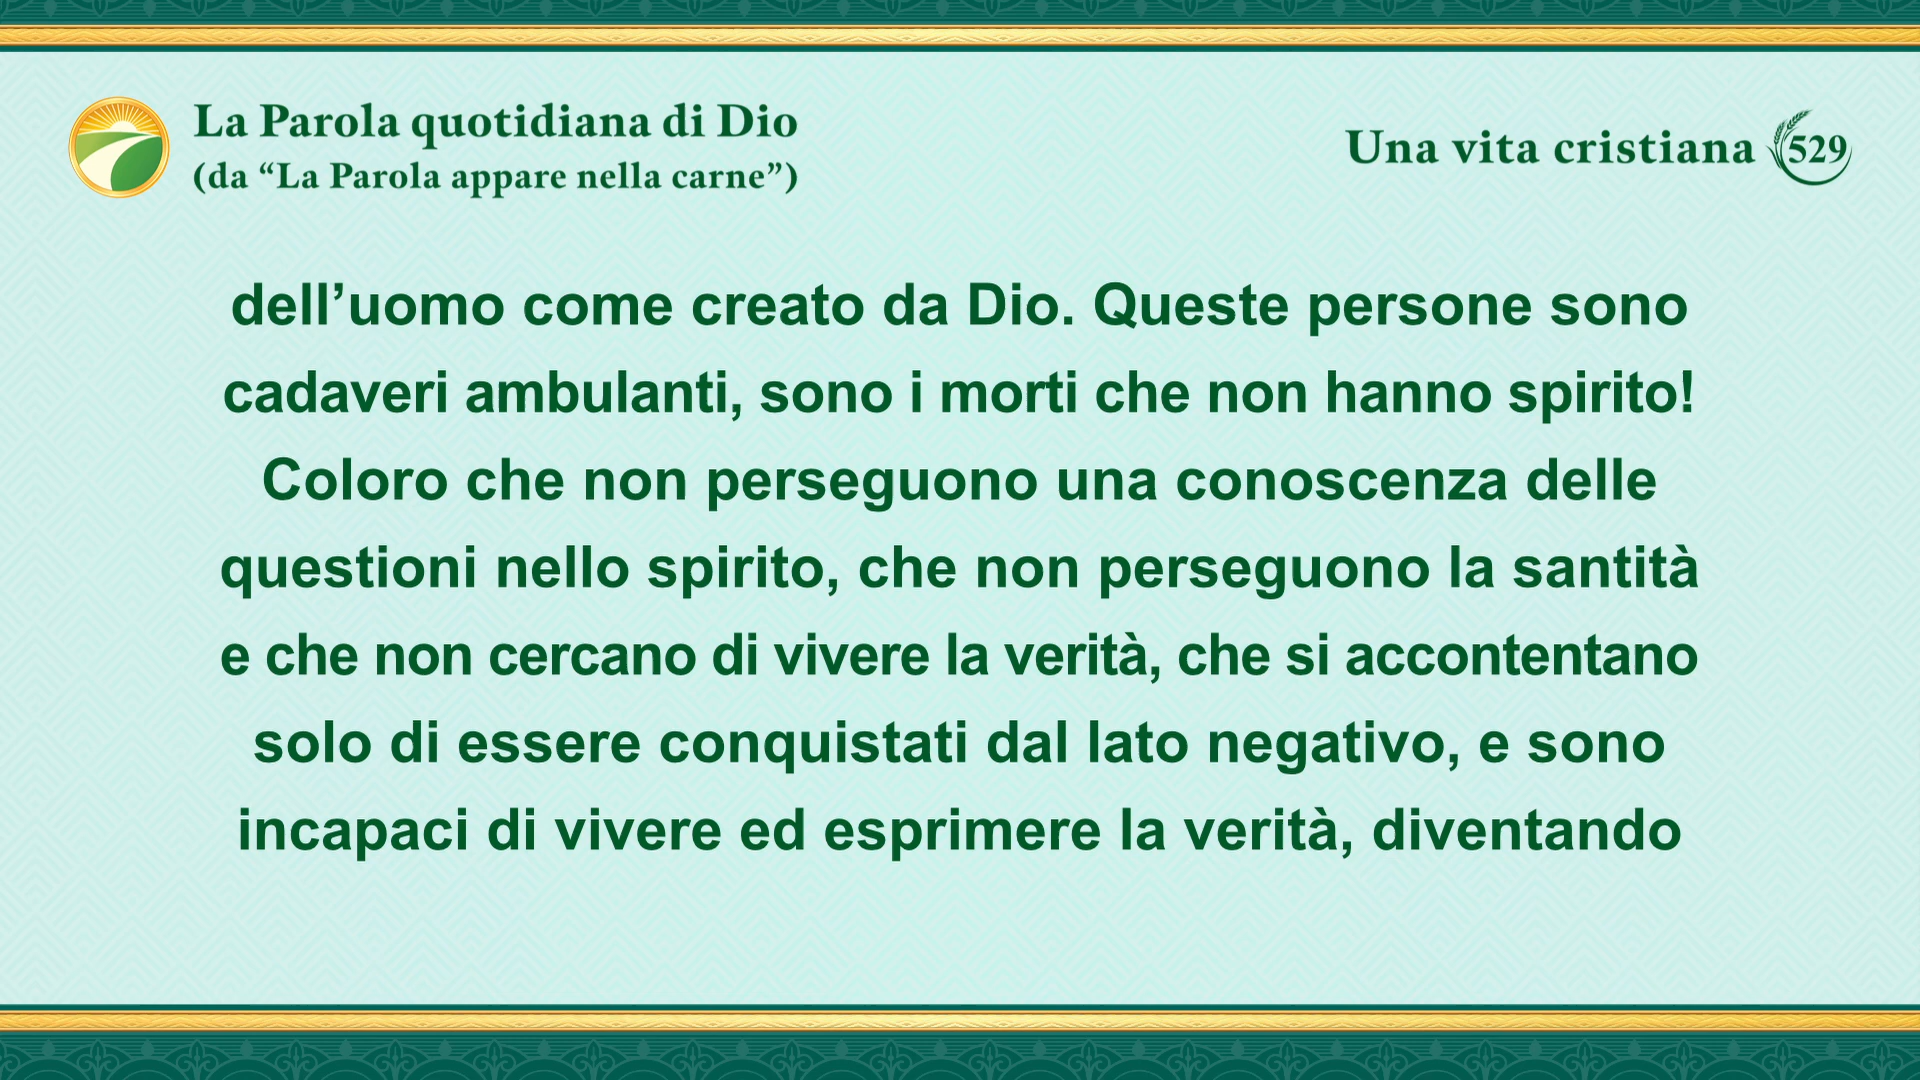 La Parola quotidiana di Dio
(da “La Parola appare nella carne”)
Una vita cristiana 529
dell’uomo come creato da Dio. Queste persone sono
cadaveri ambulanti, sono i morti che non hanno spirito!
Coloro che non perseguono una conoscenza delle
questioni nello spirito, che non perseguono la santità
e che non cercano di vivere la verità, che si accontentano
solo di essere conquistati dal lato negativo, e sono
incapaci di vivere ed esprimere la verità, diventando